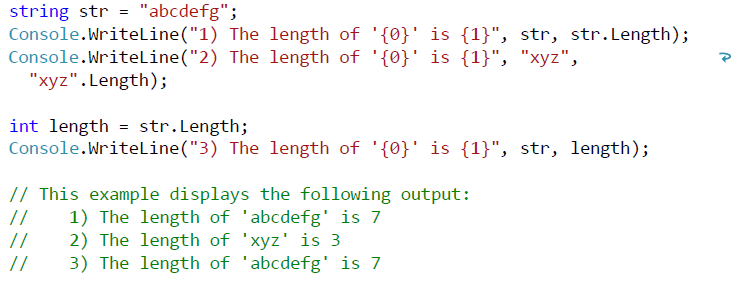 string str = "abcdefg";
Console.WriteLine("1) The length of '{0}' is {1}", str, str.Length);
Console.WriteLine("2) The length of '{0}' is {1}", "xyz",
  "xyz".Length);

int length = str.Length;
Console.WriteLine("3) The length of '{0}' is {1}", str, length);

// This example displays the following output:
//    1) The length of 'abcdefg' is 7
//    2) The length of 'xyz' is 3
//    3) The length of 'abcdefg' is 7